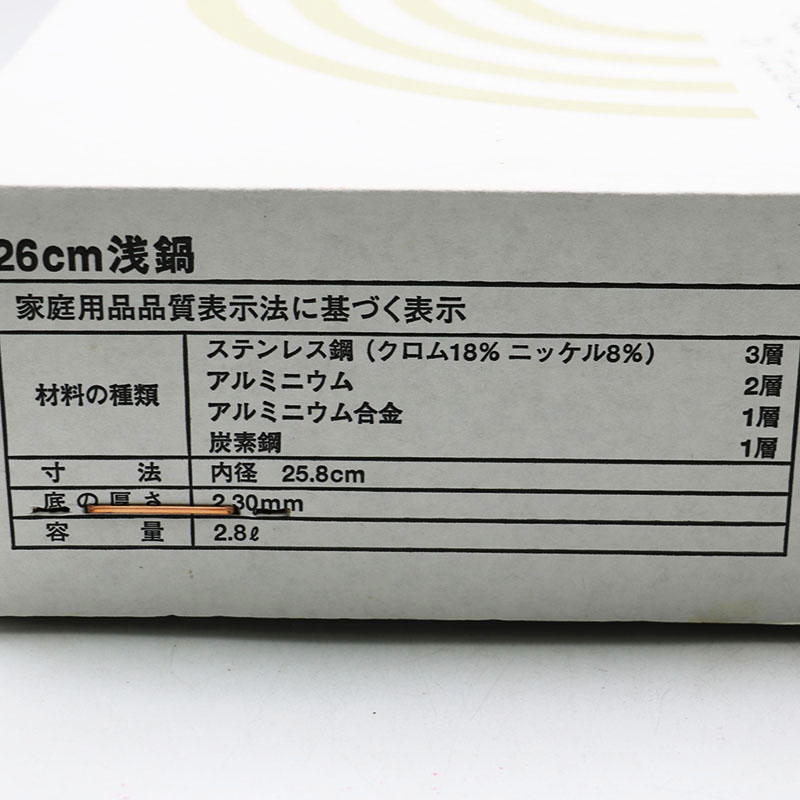 26cm浅鍋
家庭用品品質表示法に基づく表示
材料の種類
ステンレス鋼（クロム18% ニッケル8%） 3層
アルミニウム 2層
アルミニウム合金 1層
炭素鋼 1層
寸法 内径 25.8cm
底の厚さ 2.30mm
容量 2.8ℓ